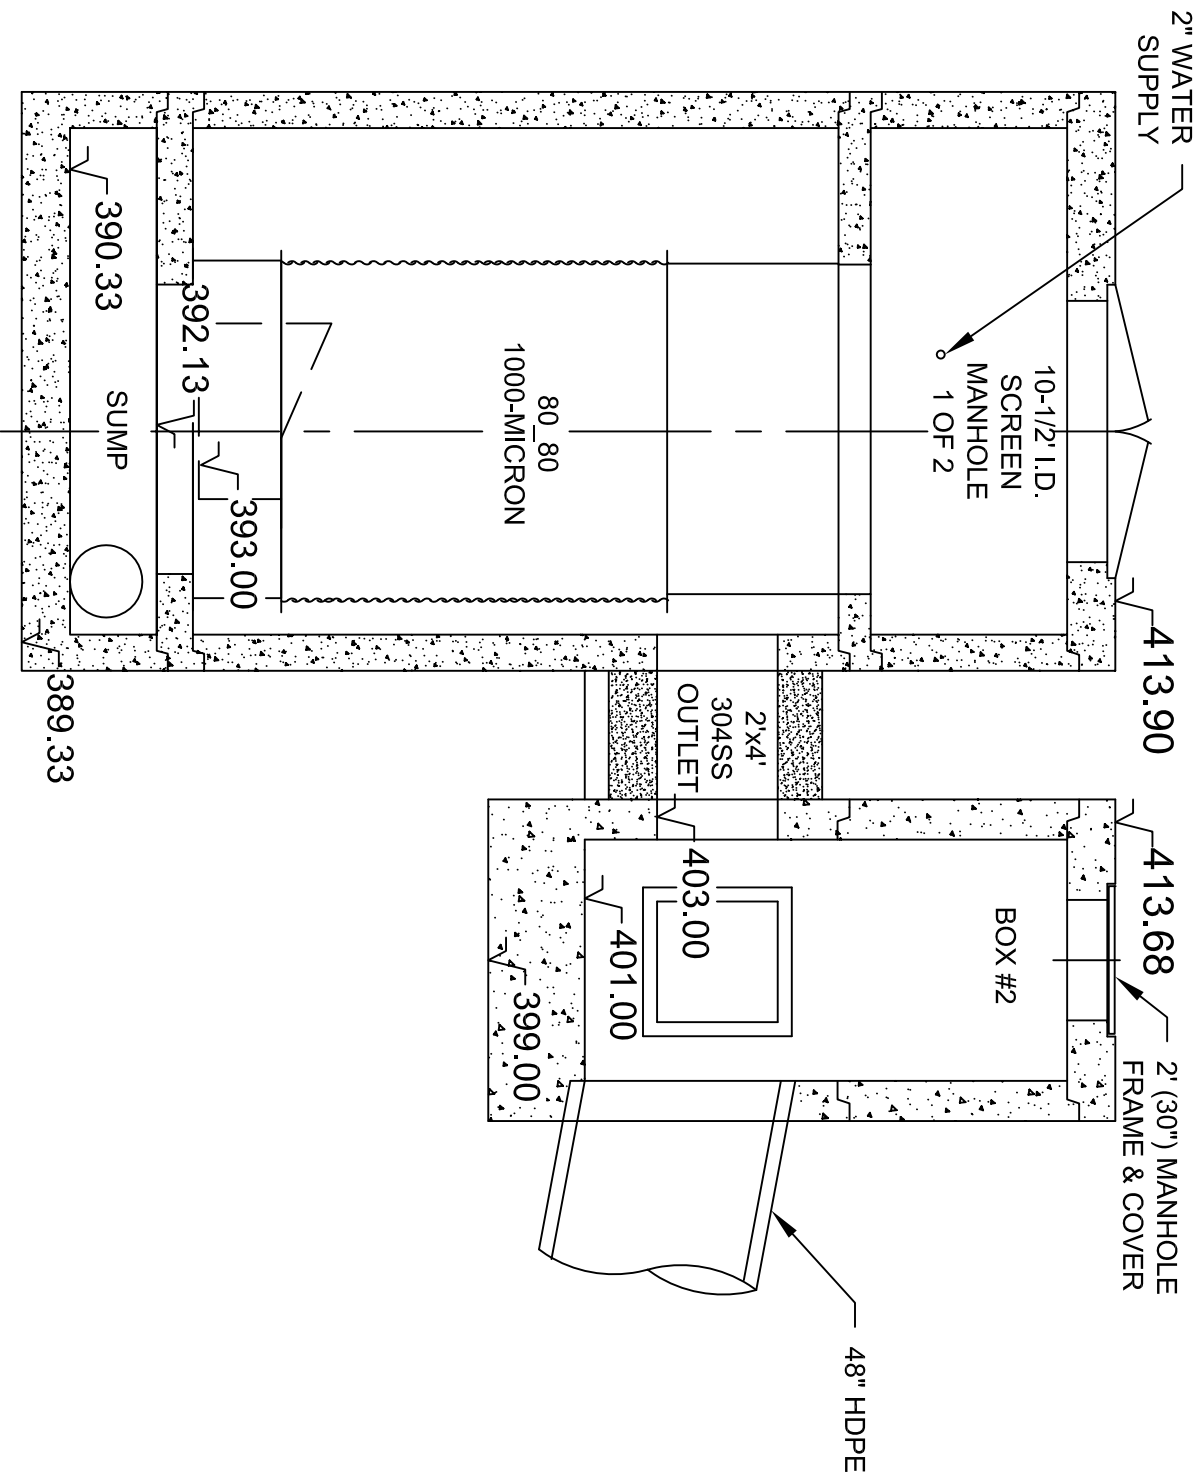 2" WATER
SUPPLY
10-1/2' I.D.
SCREEN
MANHOLE
1 OF 2
80_80
1000-MICRON
392.13
393.00
390.33
SUMP
389.33
413.90
413.68
2' (30") MANHOLE
FRAME & COVER
BOX #2
2'x4'
304SS
OUTLET
403.00
401.00
399.00
48" HDPE